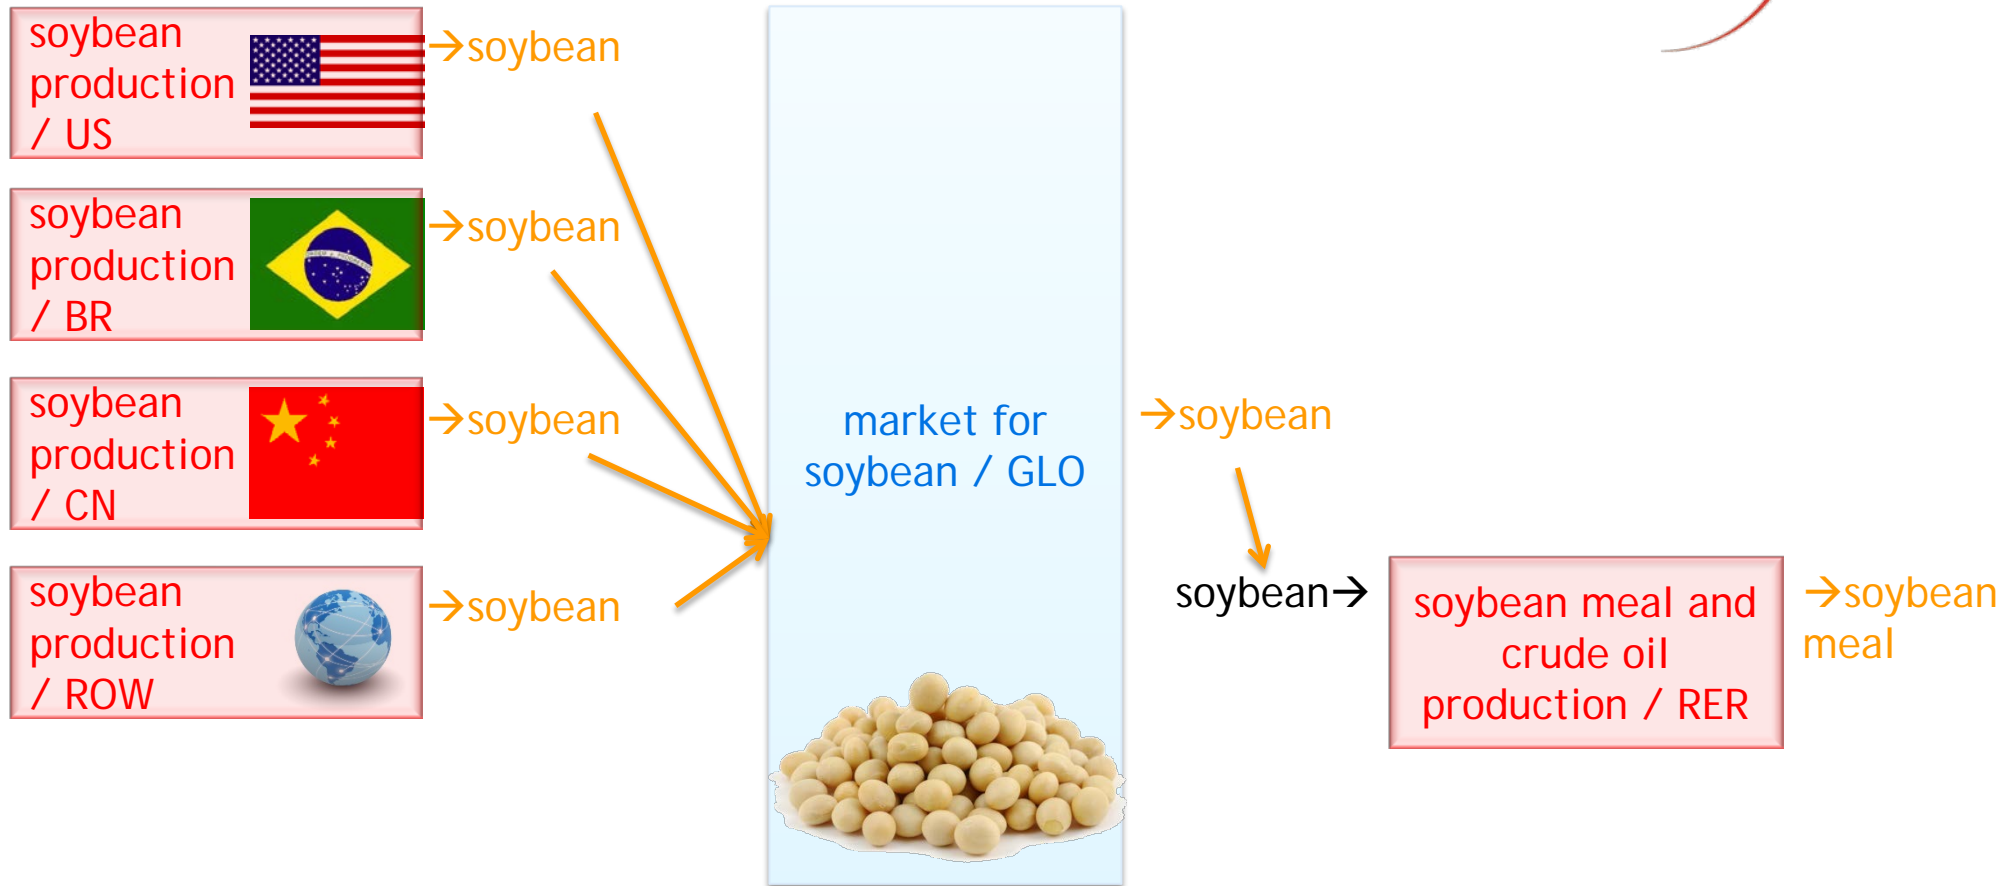 soybean
production
/ US
→soybean
soybean
production
/ BR
→soybean
soybean
production
/ CN
→soybean
soybean
production
/ ROW
→soybean
market for
soybean / GLO
→soybean
soybean→
soybean meal and
crude oil
production / RER
→soybean
meal